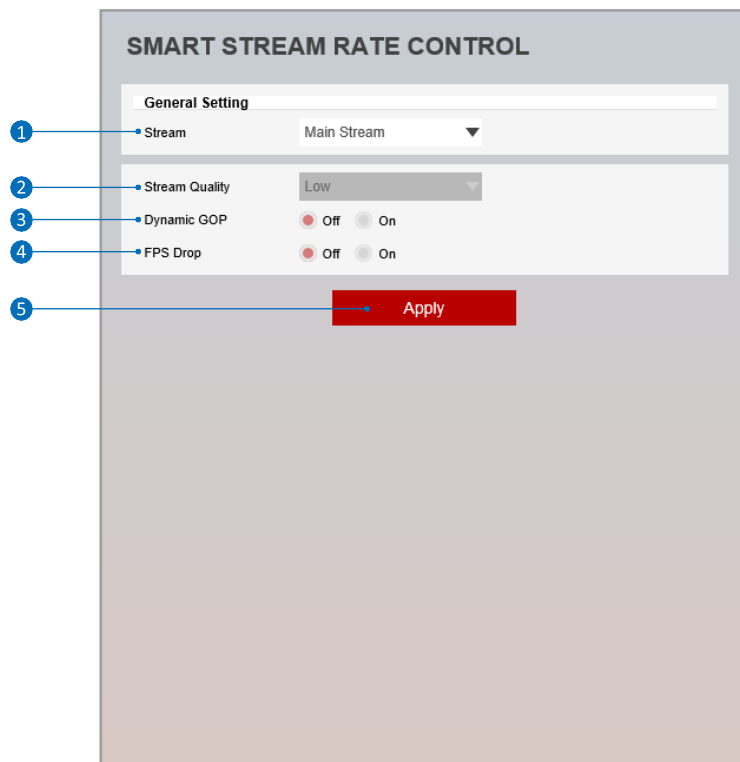 SMART STREAM RATE CONTROL
General Setting
1 Stream Main Stream
2 Stream Quality Low
3 Dynamic GOP Off On
4 FPS Drop Off On
5 Apply